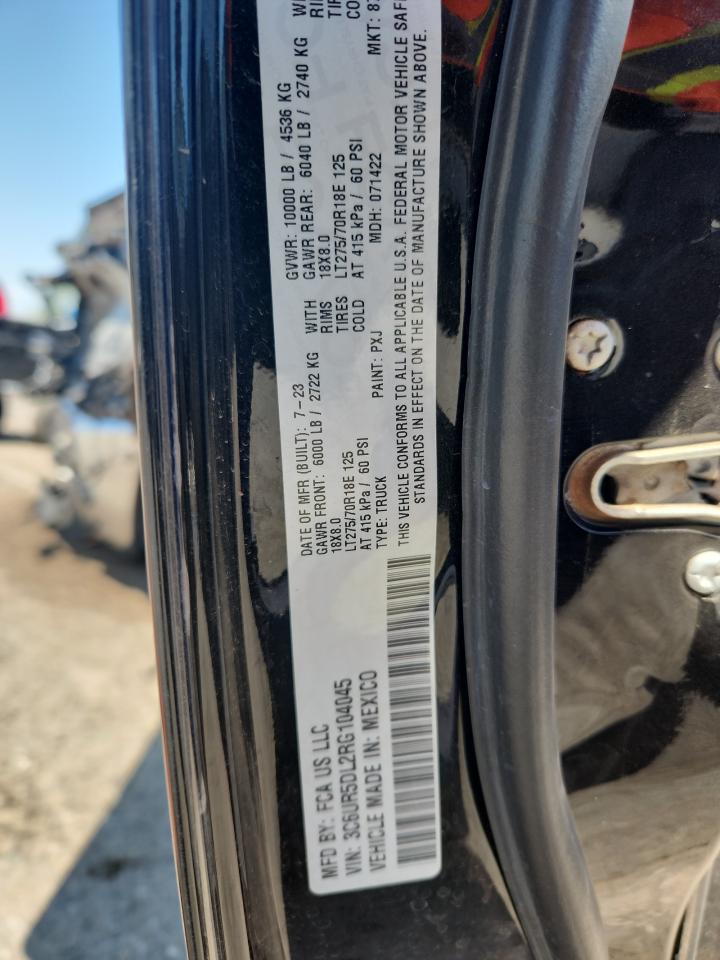 MFD BY: FCA US LLC
VIN: 3C6UR5DL2RG104045
VEHICLE MADE IN: MEXICO
DATE OF MFR (BUILT): 7-23 GVWR: 10000 LB / 4536 KG
GAWR FRONT: 6000 LB / 2722 KG WITH GAWR REAR: 6040 LB / 2740 KG
18X8.0 RIMS 18X8.0
LT275/70R18E 125 TIRES LT275/70R18E 125
AT 415 kPa / 60 PSI COLD AT 415 kPa / 60 PSI
TYPE: TRUCK PAINT: PXJ MDH: 071422 MKT:
THIS VEHICLE CONFORMS TO ALL APPLICABLE U.S.A. FEDERAL MOTOR VEHICLE
STANDARDS IN EFFECT ON THE DATE OF MANUFACTURE SHOWN ABOVE.